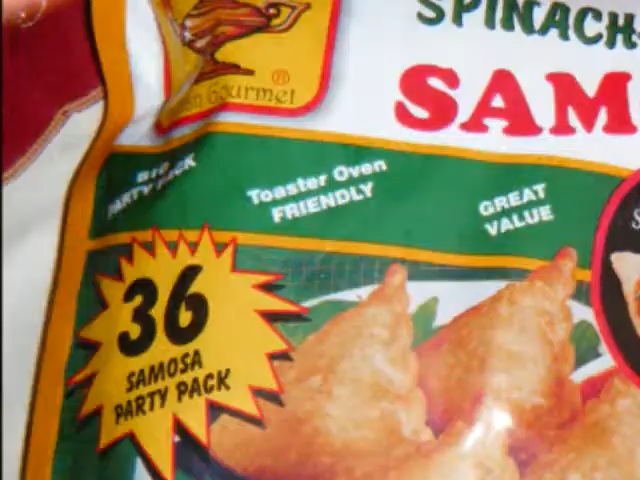 SPINACH
®
Gourmet
SAM
BIG
PARTY PACK
Toaster Oven
FRIENDLY
GREAT
VALUE
36
SAMOSA
PARTY PACK